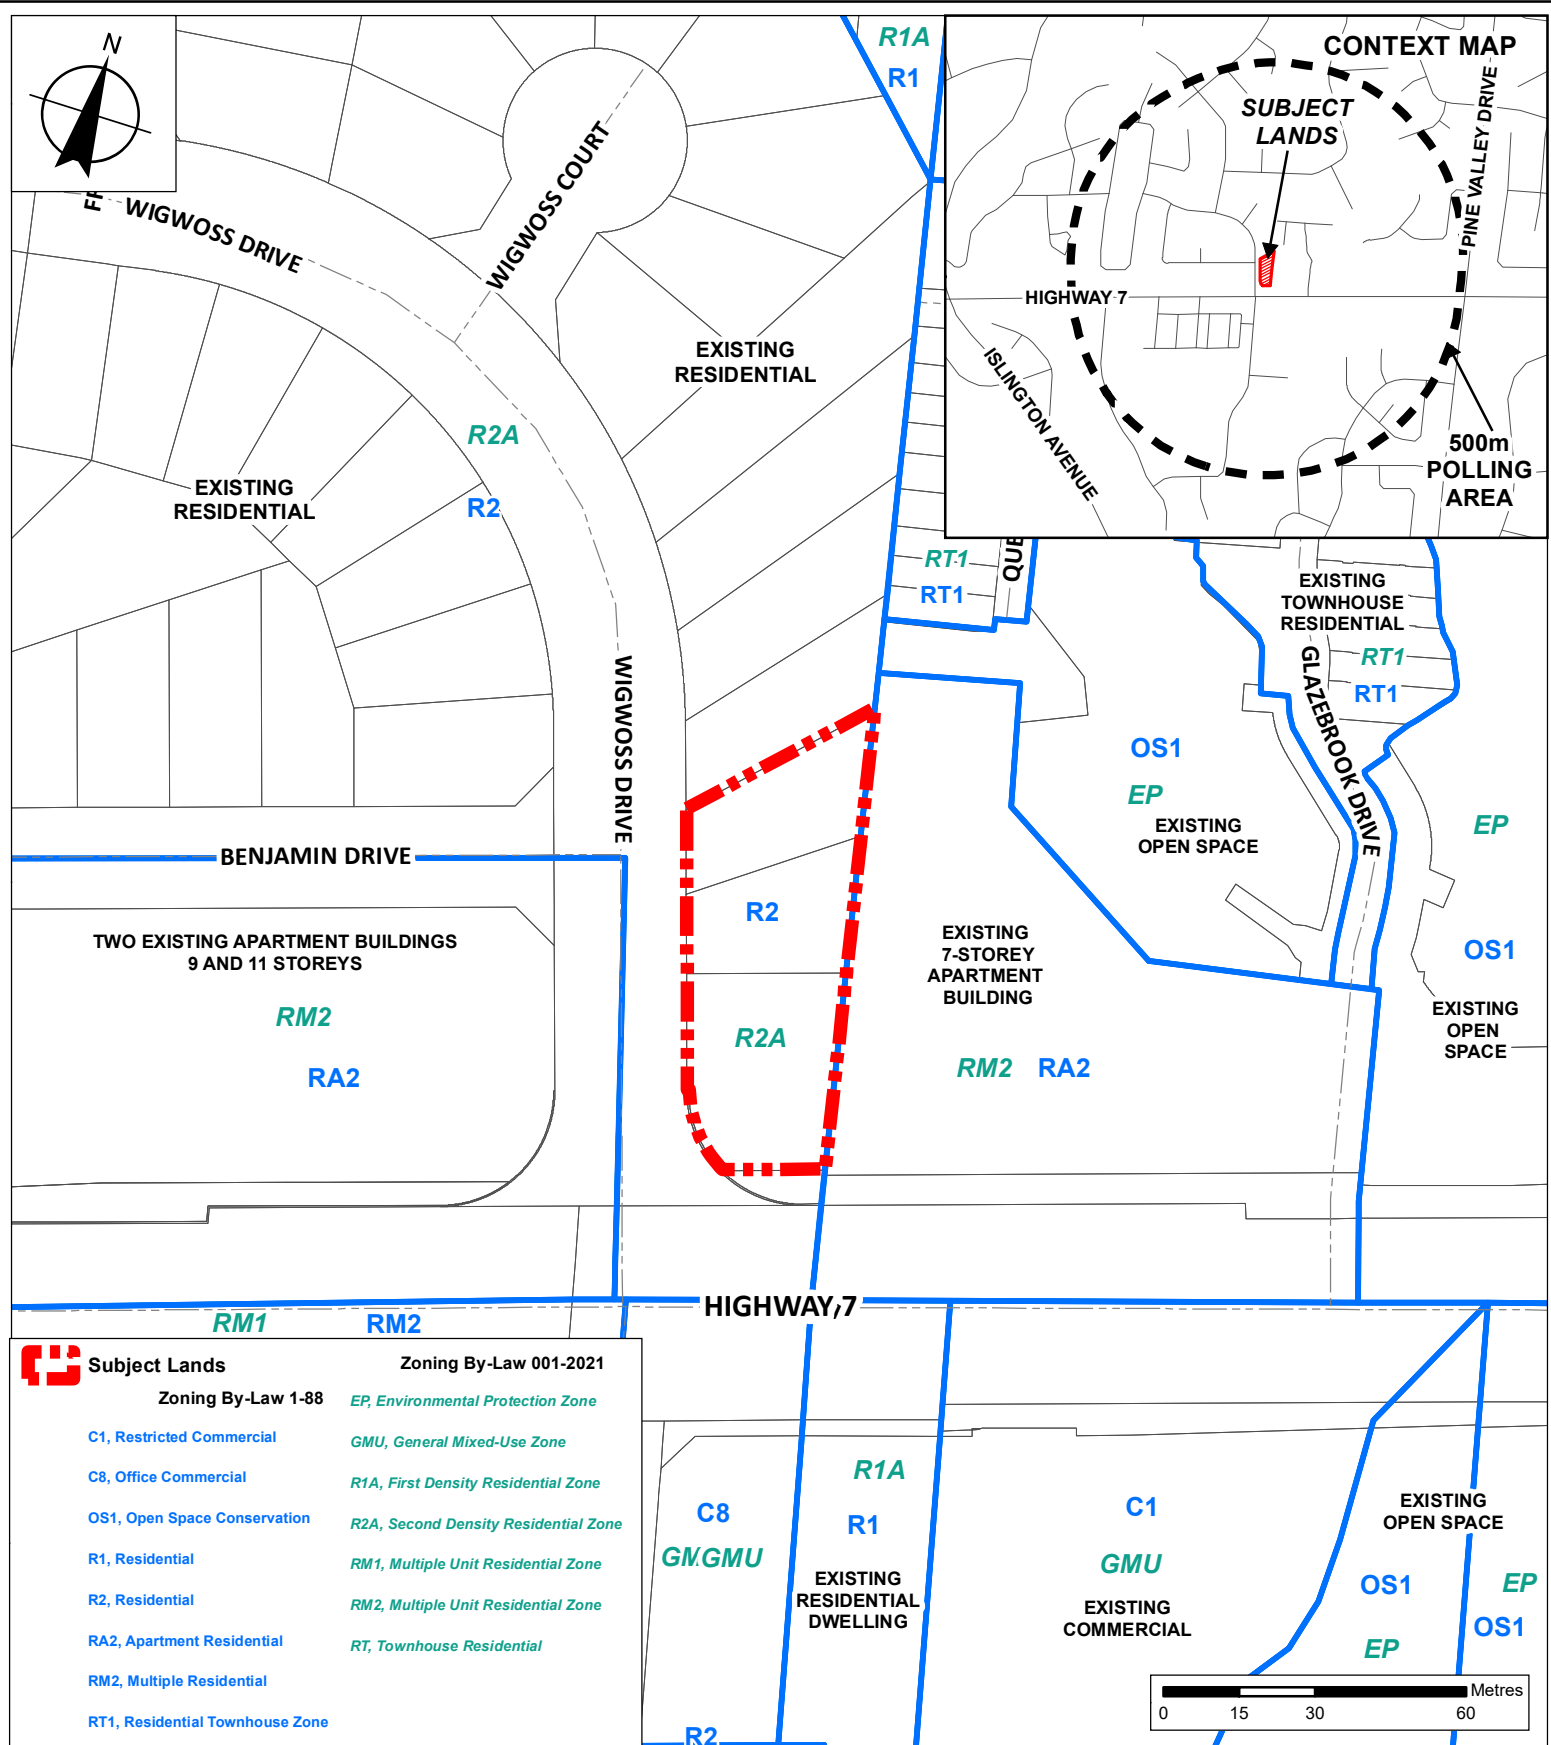 N
WIGWOSS DRIVE
WIGWOSS COURT
R1A
R1
CONTEXT MAP
SUBJECT
LANDS
PINE VALLEY DRIVE
HIGHWAY 7
ISLINGTON AVENUE
500m
POLLING
AREA
EXISTING
RESIDENTIAL
R2A
R2
EXISTING
RESIDENTIAL
RT1
RT1
EXISTING
TOWNHOUSE
RESIDENTIAL
RT1
RT1
GLAZEBROOK DRIVE
WIGWOSS DRIVE
OS1
EP
EXISTING
OPEN SPACE
EP
OS1
EXISTING
OPEN
SPACE
BENJAMIN DRIVE
TWO EXISTING APARTMENT BUILDINGS
9 AND 11 STOREYS
RM2
RA2
R2
R2A
EXISTING
7-STOREY
APARTMENT
BUILDING
RM2 RA2
HIGHWAY 7
RM1 RM2
Subject Lands
Zoning By-Law 1-88
C1, Restricted Commercial
C8, Office Commercial
OS1, Open Space Conservation
R1, Residential
R2, Residential
RA2, Apartment Residential
RM2, Multiple Residential
RT1, Residential Townhouse Zone
Zoning By-Law 001-2021
EP, Environmental Protection Zone
GMU, General Mixed-Use Zone
R1A, First Density Residential Zone
R2A, Second Density Residential Zone
RM1, Multiple Unit Residential Zone
RM2, Multiple Unit Residential Zone
RT, Townhouse Residential
C8
GMU
R2
R1A
R1
EXISTING
RESIDENTIAL
DWELLING
C1
GMU
EXISTING
COMMERCIAL
EXISTING
OPEN SPACE
OS1
EP
EP
OS1
Metres
0 15 30 60